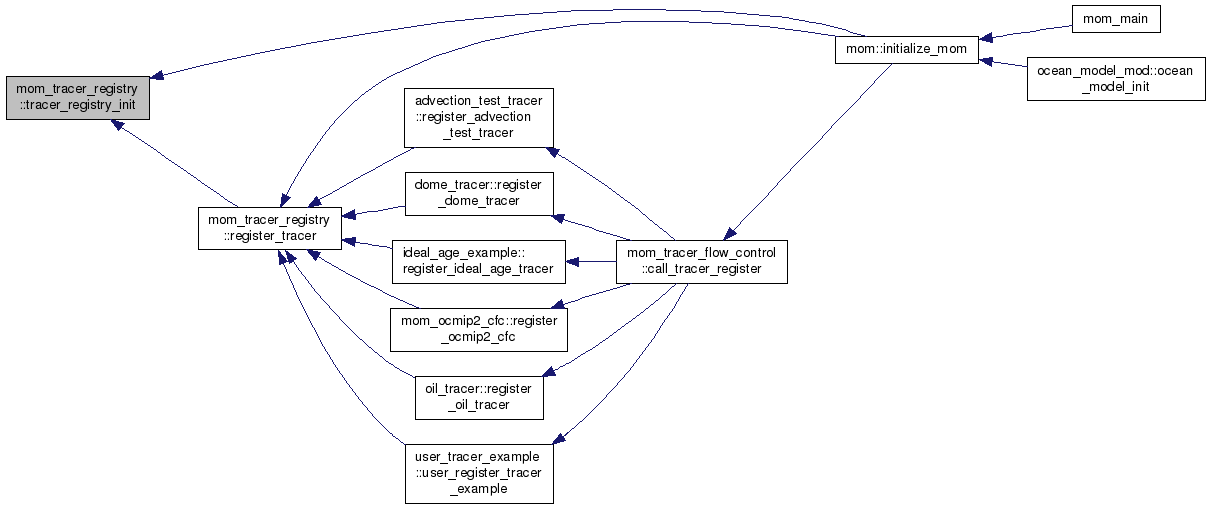 mom_main
mom::initialize_mom
ocean_model_mod::ocean
_model_init
mom_tracer_registry
::tracer_registry_init
advection_test_tracer
::register_advection
_test_tracer
dome_tracer::register
_dome_tracer
mom_tracer_registry
::register_tracer
ideal_age_example::
register_ideal_age_tracer
mom_tracer_flow_control
::call_tracer_register
mom_ocmip2_cfc::register
_ocmip2_cfc
oil_tracer::register
_oil_tracer
user_tracer_example
::user_register_tracer
_example